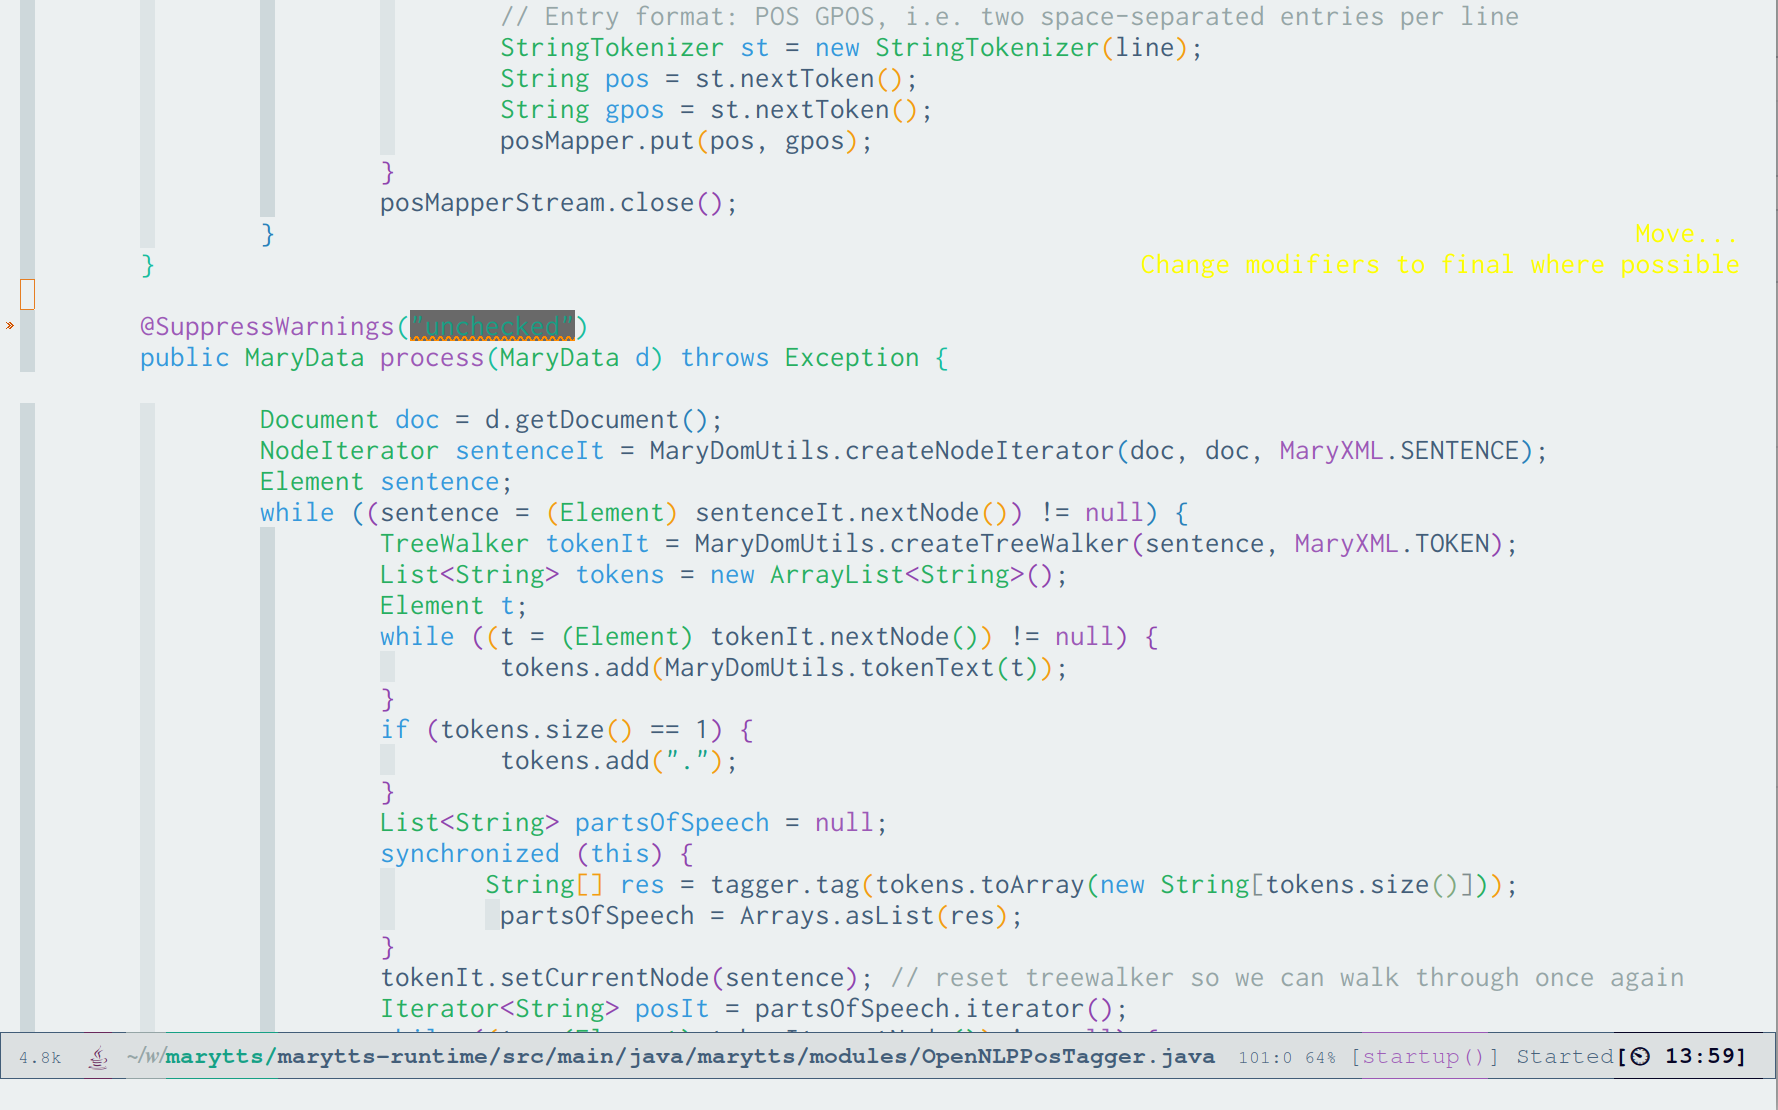 // Entry format: POS GPOS, i.e. two space-separated entries per line
StringTokenizer st = new StringTokenizer(line);
String pos = st.nextToken();
String gpos = st.nextToken();
posMapper.put(pos, gpos);
}
posMapperStream.close();
}
Move...
}
Change modifiers to final where possible
» @SuppressWarnings("unchecked")
public MaryData process(MaryData d) throws Exception {
Document doc = d.getDocument();
NodeIterator sentenceIt = MaryDomUtils.createNodeIterator(doc, doc, MaryXML.SENTENCE);
Element sentence;
while ((sentence = (Element) sentenceIt.nextNode()) != null) {
TreeWalker tokenIt = MaryDomUtils.createTreeWalker(sentence, MaryXML.TOKEN);
List<String> tokens = new ArrayList<String>();
Element t;
while ((t = (Element) tokenIt.nextNode()) != null) {
tokens.add(MaryDomUtils.tokenText(t));
}
if (tokens.size() == 1) {
tokens.add(".");
}
List<String> partsOfSpeech = null;
synchronized (this) {
String[] res = tagger.tag(tokens.toArray(new String[tokens.size()]));
partsOfSpeech = Arrays.asList(res);
}
tokenIt.setCurrentNode(sentence); // reset treewalker so we can walk through once again
Iterator<String> posIt = partsOfSpeech.iterator();
4.8k ~/w/marytts/marytts-runtime/src/main/java/marytts/modules/OpenNLPPosTagger.java 101:0 64% [startup()] Started[⏲ 13:59]